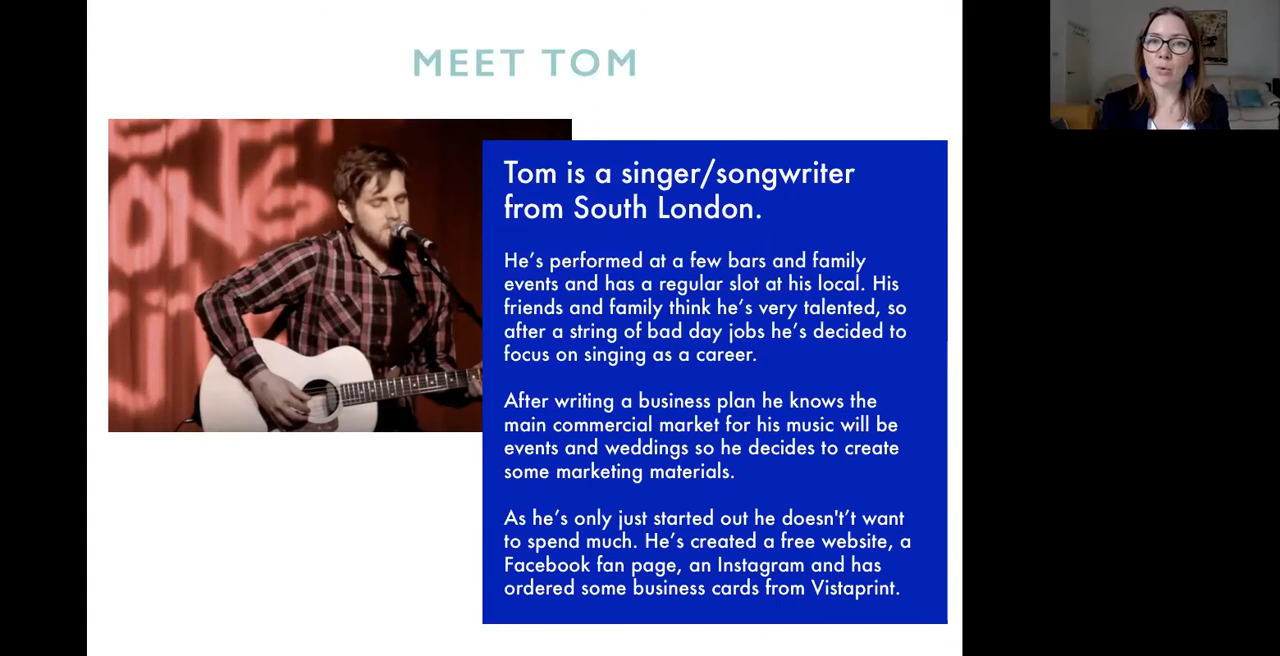 MEET TOM
Tom is a singer/songwriter
from South London.
He’s performed at a few bars and family
events and has a regular slot at his local. His
friends and family think he’s very talented, so
after a string of bad day jobs he’s decided to
focus on singing as a career.
After writing a business plan he knows the
main commercial market for his music will be
events and weddings so he decides to create
some marketing materials.
As he’s only just started out he doesn't’t want
to spend much. He’s created a free website, a
Facebook fan page, an Instagram and has
ordered some business cards from Vistaprint.